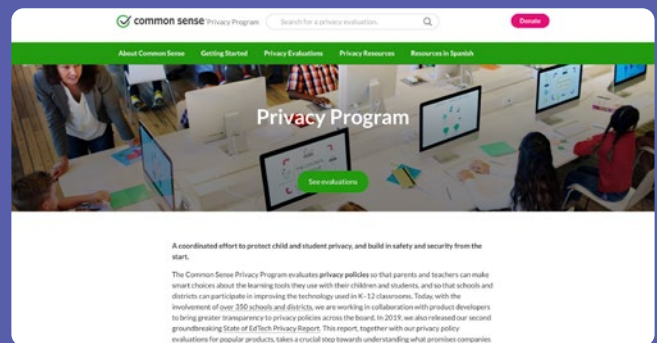 common sense Privacy Program
Search for a privacy evaluation.
Donate
About Common Sense Getting Started Privacy Evaluations Privacy Resources Resources in Spanish
Privacy Program
See evaluations
A coordinated effort to protect child and student privacy, and build in safety and security from the
start.
The Common Sense Privacy Program evaluates privacy policies so that parents and teachers can make
smart choices about the learning tools they use with their children and students, and so that schools and
districts can participate in improving the technology used in K–12 classrooms. Today, with the
involvement of over 350 schools and districts, we are working in collaboration with product developers
to bring greater transparency to privacy policies across the board. In 2019, we also released our second
groundbreaking State of EdTech Privacy Report. This report, together with our privacy policy
evaluations for popular products, takes a crucial step towards understanding what promises companies